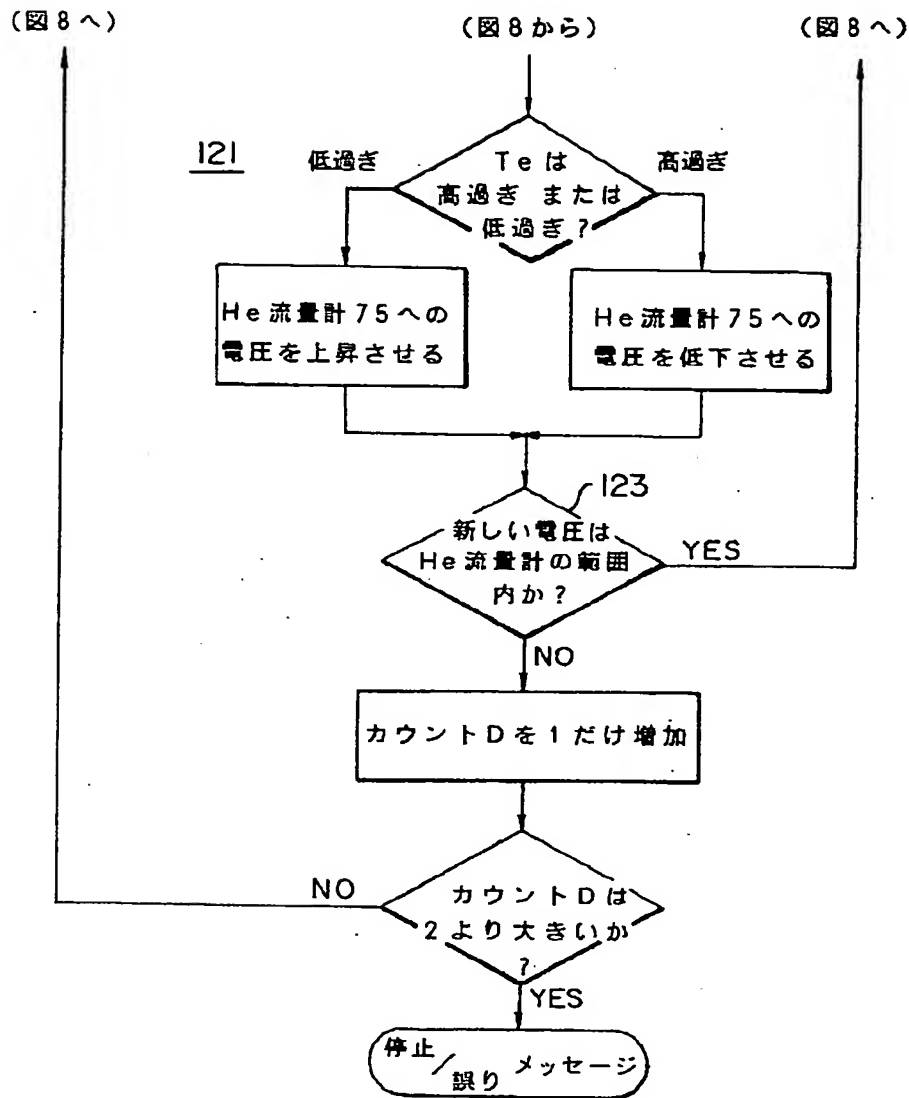 (図8へ)
(図8から)
(図8へ)
121
低過ぎ
Teは
高過ぎ または
低過ぎ?
高過ぎ
He流量計75への
電圧を上昇させる
He流量計75への
電圧を低下させる
123
新しい電圧は
He流量計の範囲
内か?
YES
NO
カウントDを1だけ増加
NO
カウントDは
2より大きいか
?
YES
停止/誤りメッセージ